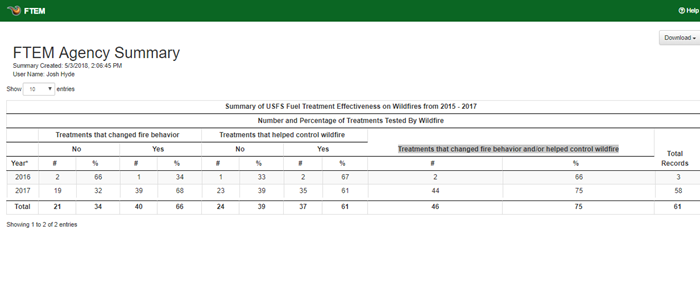 FTEM
Help
Download
FTEM Agency Summary
Summary Created: 5/3/2018, 2:06:45 PM
User Name: Josh Hyde
Show 10 entries
Summary of USFS Fuel Treatment Effectiveness on Wildfires from 2015 - 2017
Number and Percentage of Treatments Tested By Wildfire
Treatments that changed fire behavior Treatments that helped control wildfire Treatments that changed fire behavior and/or helped control wildfire Total Records
No Yes No Yes
Year* # % # % # % # % # %
2016 2 66 1 34 1 33 2 67 2 66 3
2017 19 32 39 68 23 39 35 61 44 75 58
Total 21 34 40 66 24 39 37 61 46 75 61
Showing 1 to 2 of 2 entries